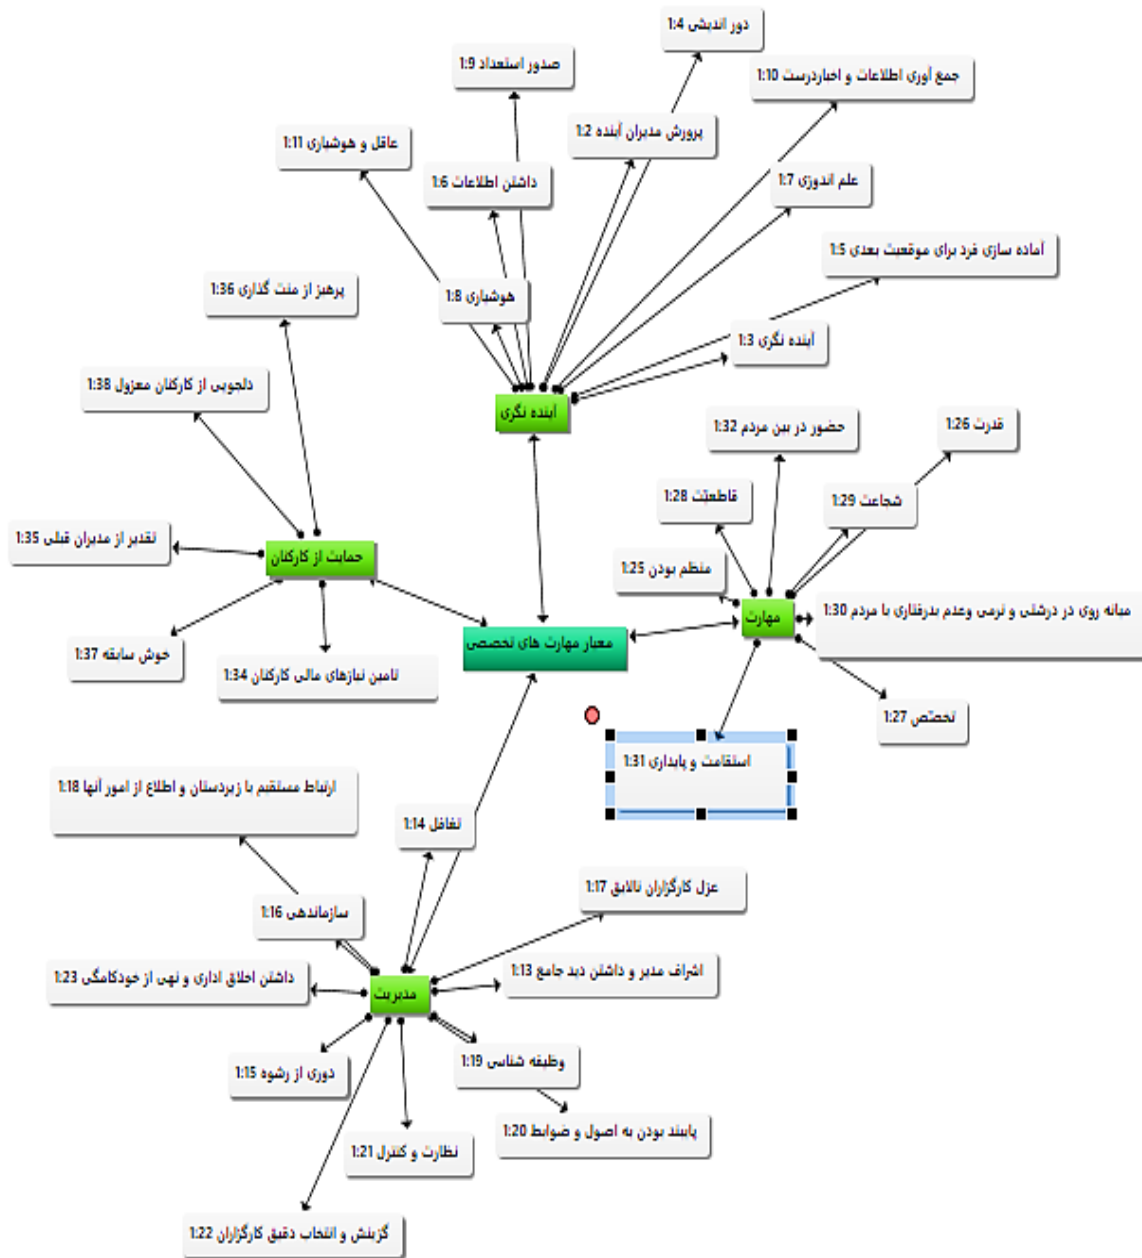 دور اندیشی 1:4
صدور استعداد 1:9
جمع آوری اطلاعات و اخباردرست 1:10
پرورش مدیران آینده 1:2
عاقل و هوشیاری 1:11
داشتن اطلاعات 1:6
علم اندوزی 1:7
آماده سازی فرد برای موقعیت بعدی 1:5
پرهیز از منت گذاری 1:36
هوشیاری 1:8
آینده نگری 1:3
دلجویی از کارکنان معزول 1:38
آینده نگری
حضور در بین مردم 1:32
قدرت 1:26
قاطعیّت 1:28
شجاعت 1:29
تقدیر از مدیران قبلی 1:35
حمایت از کارکنان
منظم بودن 1:25
میانه روی در درشتی و نرمی وعدم بدرفتاری با مردم 1:30
مهارت
معیار مهارت های تخصصی
خوش سابقه 1:37
تامین نیازهای مالی کارکنان 1:34
تخصّص 1:27
استقامت و پایداری 1:31
ارتباط مستقیم با زیردستان و اطلاع از امور آنها 1:18
تغافل 1:14
عزل کارگزاران نالایق 1:17
سازماندهی 1:16
اشراف مدیر و داشتن دید جامع 1:13
داشتن اخلاق اداری و نهی از خودکامگی 1:23
مدیریت
وظیفه شناسی 1:19
دوری از رشوه 1:15
پایبند بودن به اصول و ضوابط 1:20
نظارت و کنترل 1:21
گزینش و انتخاب دقیق کارگزاران 1:22